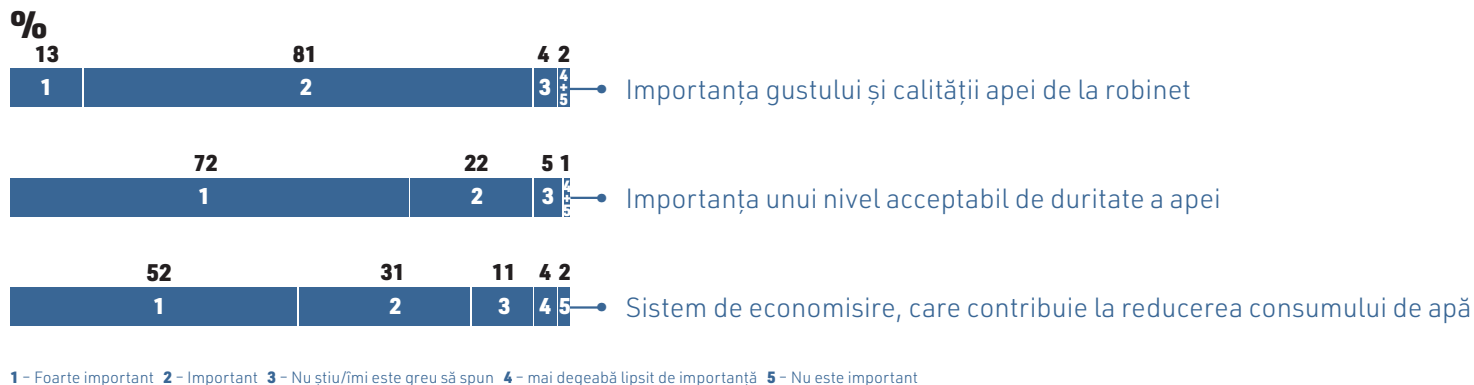 %
13 81 4 2
1 2 3 4+5 Importanța gustului și calității apei de la robinet
72 22 5 1
1 2 3 4+5 Importanța unui nivel acceptabil de duritate a apei
52 31 11 4 2
1 2 3 4 5 Sistem de economisire, care contribuie la reducerea consumului de apă
1 – Foarte important 2 – Important 3 – Nu știu/îmi este greu să spun 4 – mai degeabă lipsit de importanță 5 – Nu este important